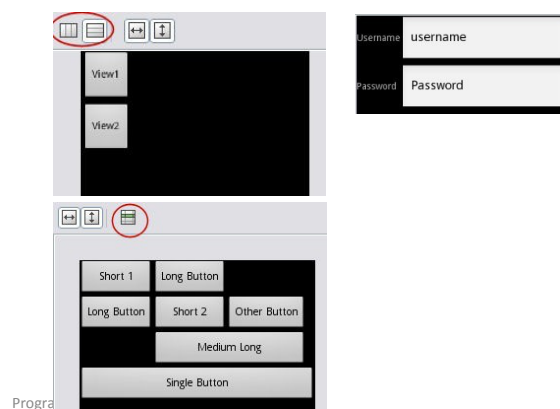 View1
View2
Username username
Password Password
Short 1 Long Button
Long Button Short 2 Other Button
Medium Long
Single Button
Progra